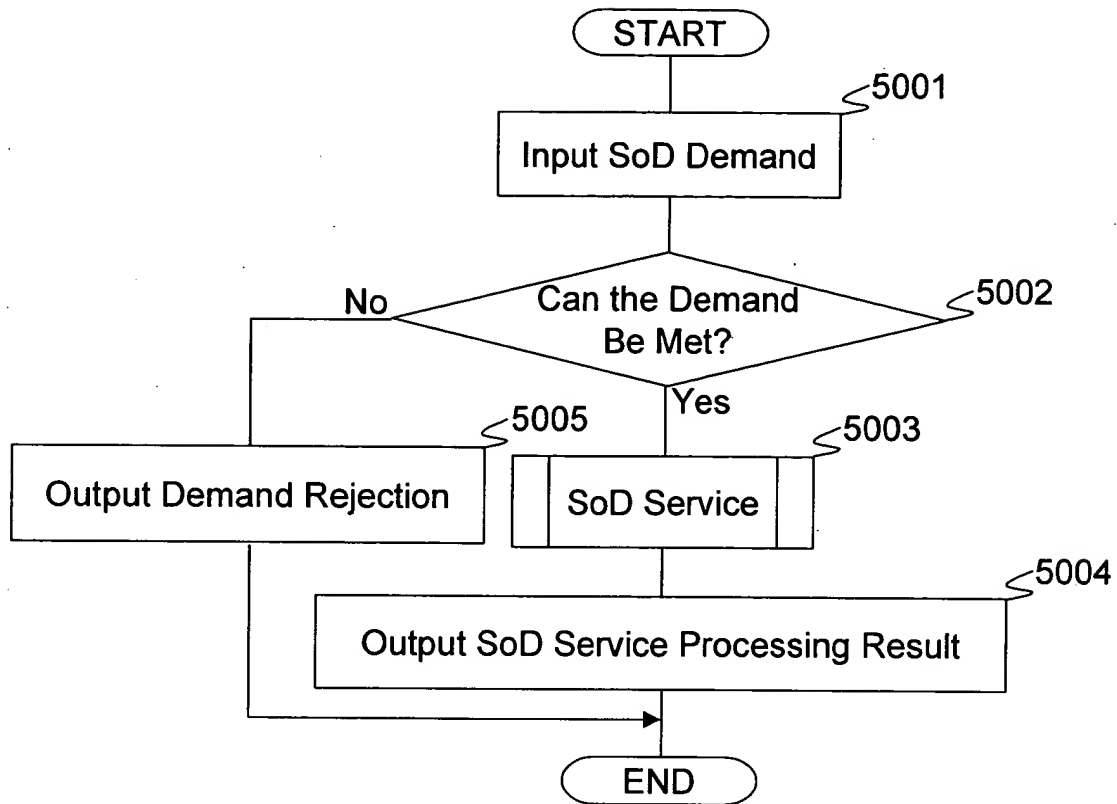 START
5001
Input SoD Demand
Can the Demand
Be Met?
5002
No
Yes
5005
Output Demand Rejection
5003
SoD Service
5004
Output SoD Service Processing Result
END